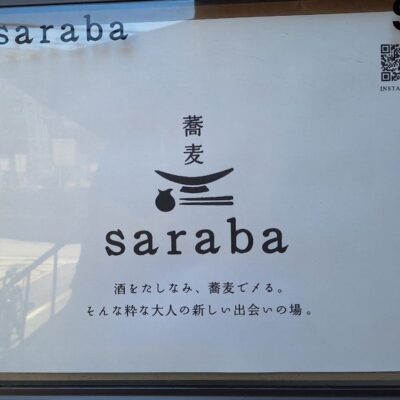 saraba
INSTA
蕎麦
saraba
酒をたしなみ、蕎麦で〆る。
そんな粋な大人の新しい出会いの場。